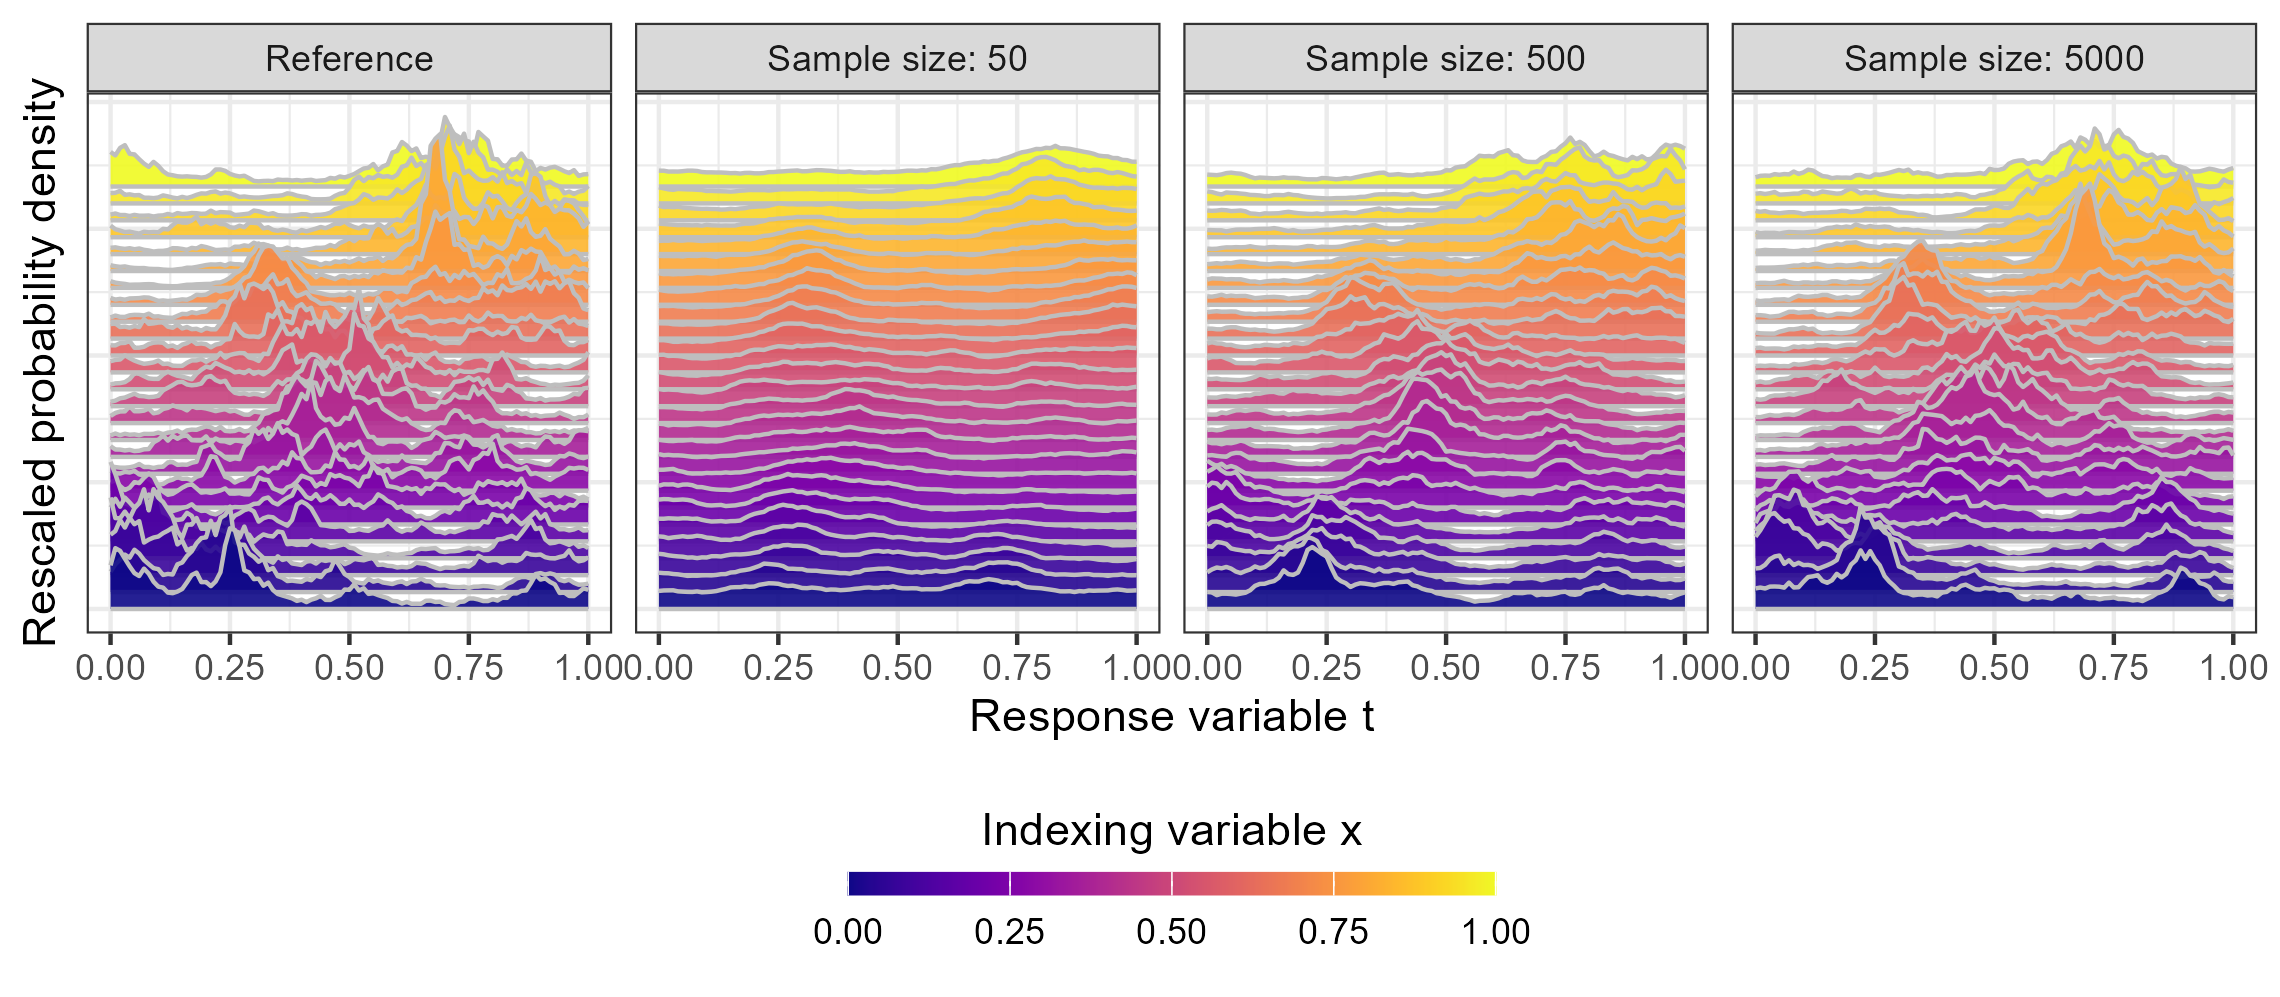 Reference
Sample size: 50
Sample size: 500
Sample size: 5000
Rescaled probability density
0.00 0.25 0.50 0.75 1.00 0.00 0.25 0.50 0.75 1.00 0.00 0.25 0.50 0.75 1.00 0.00 0.25 0.50 0.75 1.00
Response variable t
Indexing variable x
0.00 0.25 0.50 0.75 1.00